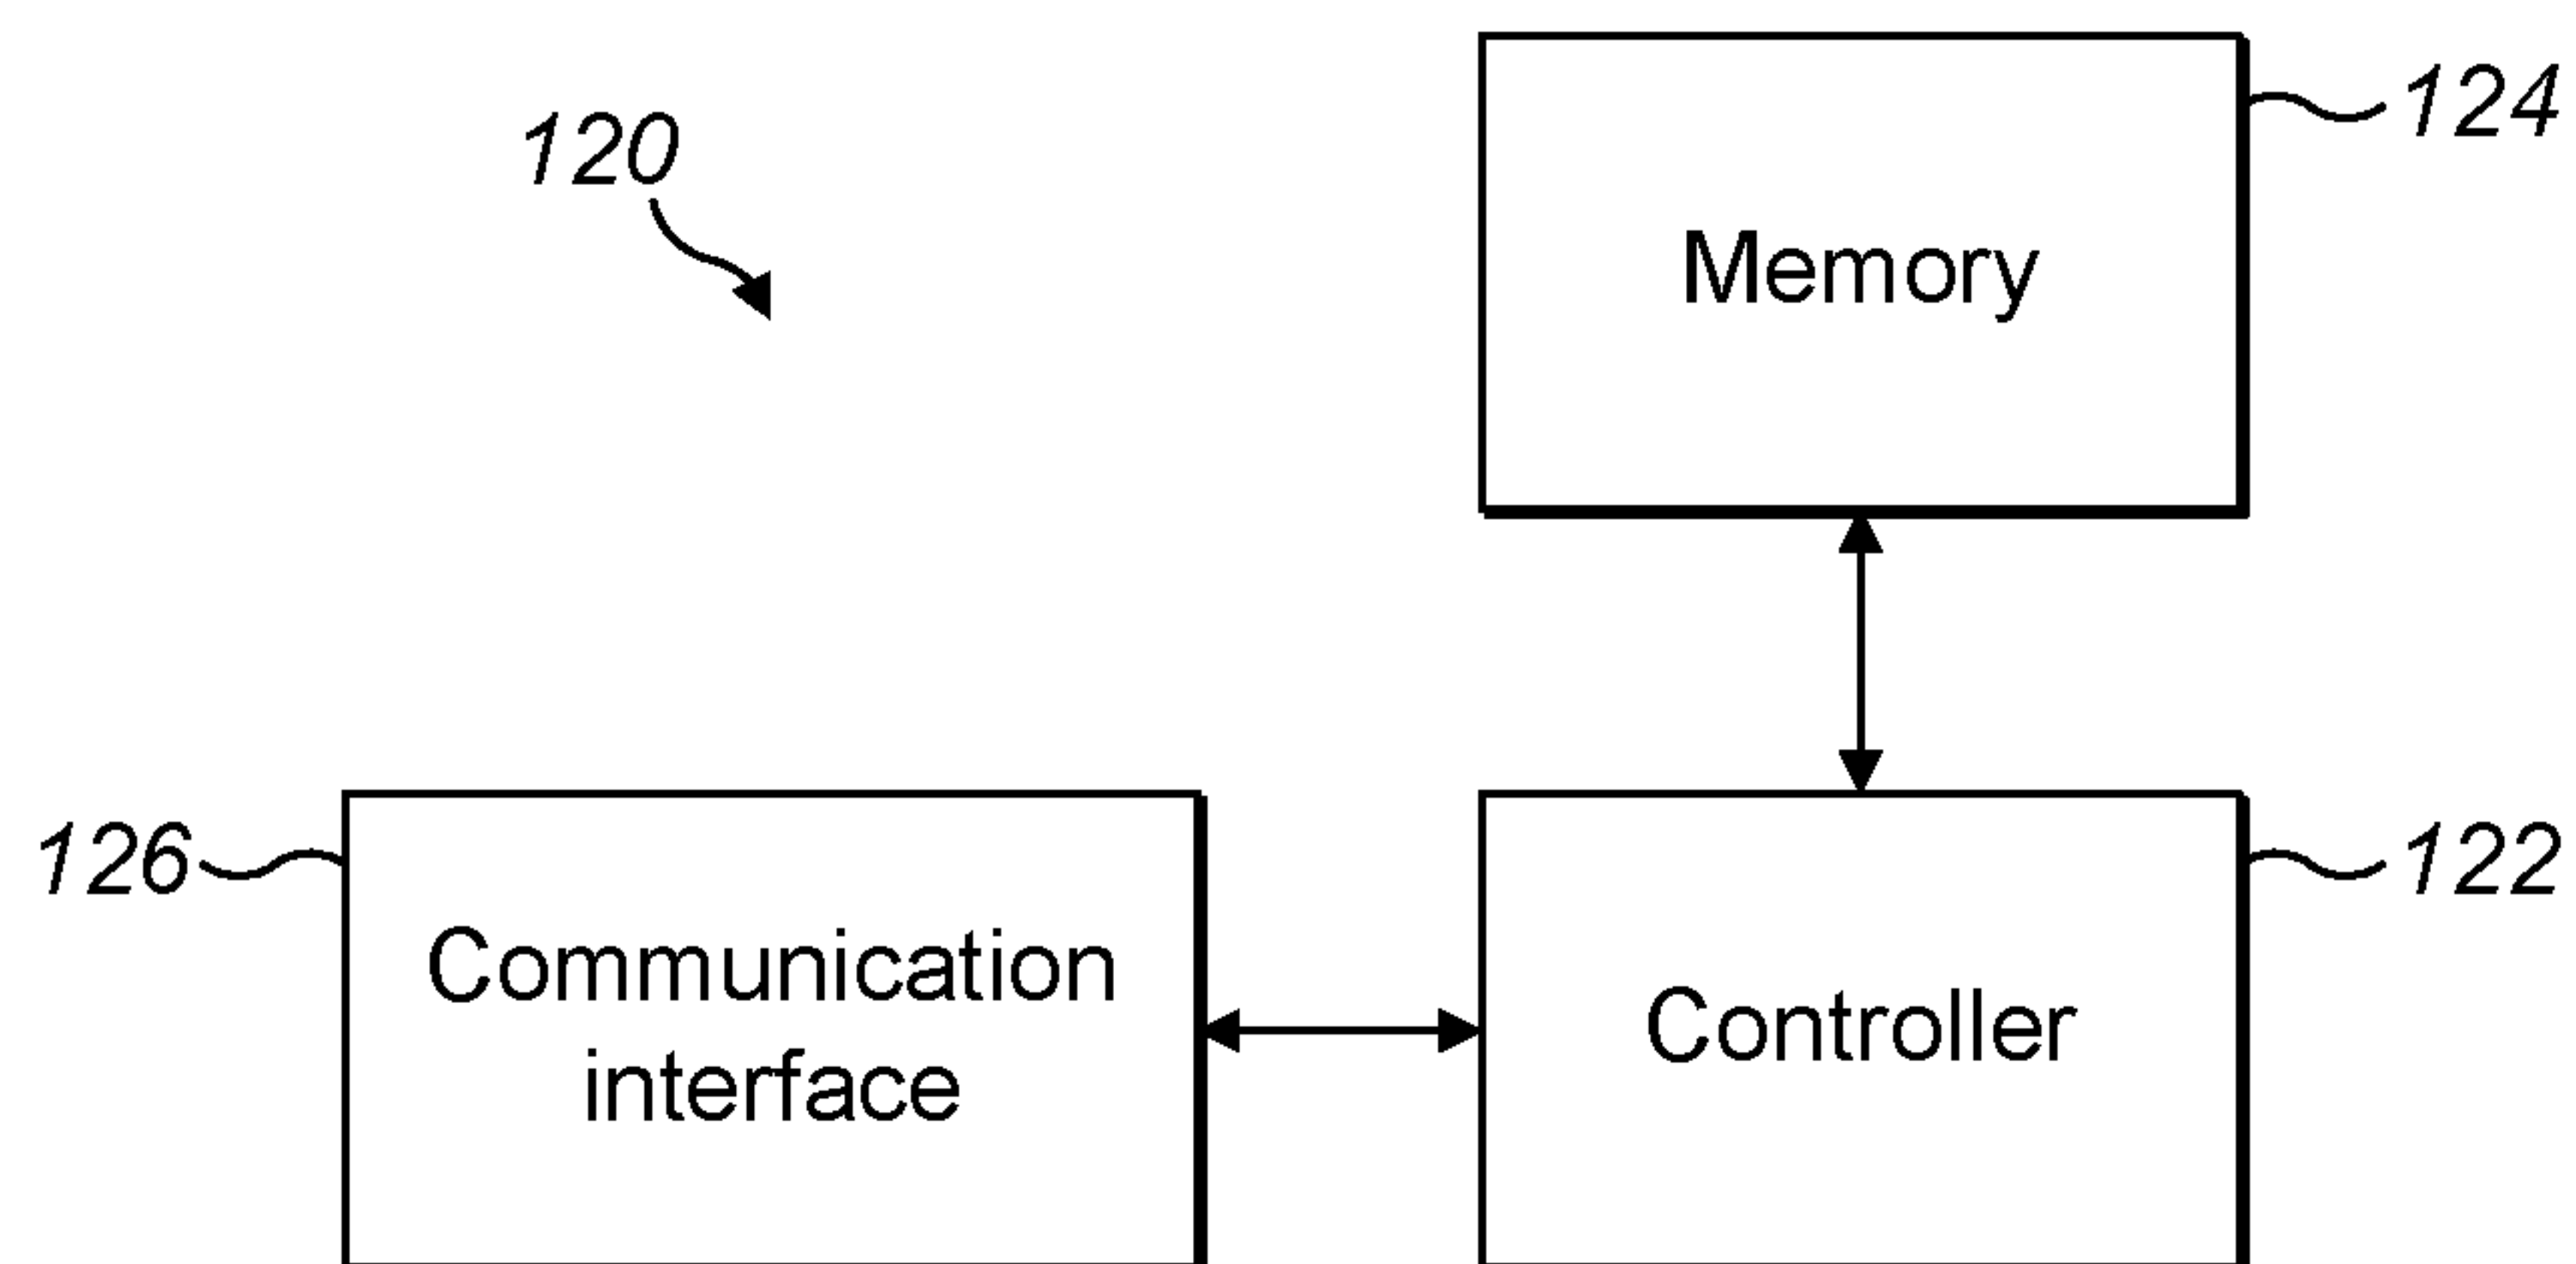 120
124
Memory
126
122
Communication
interface
Controller